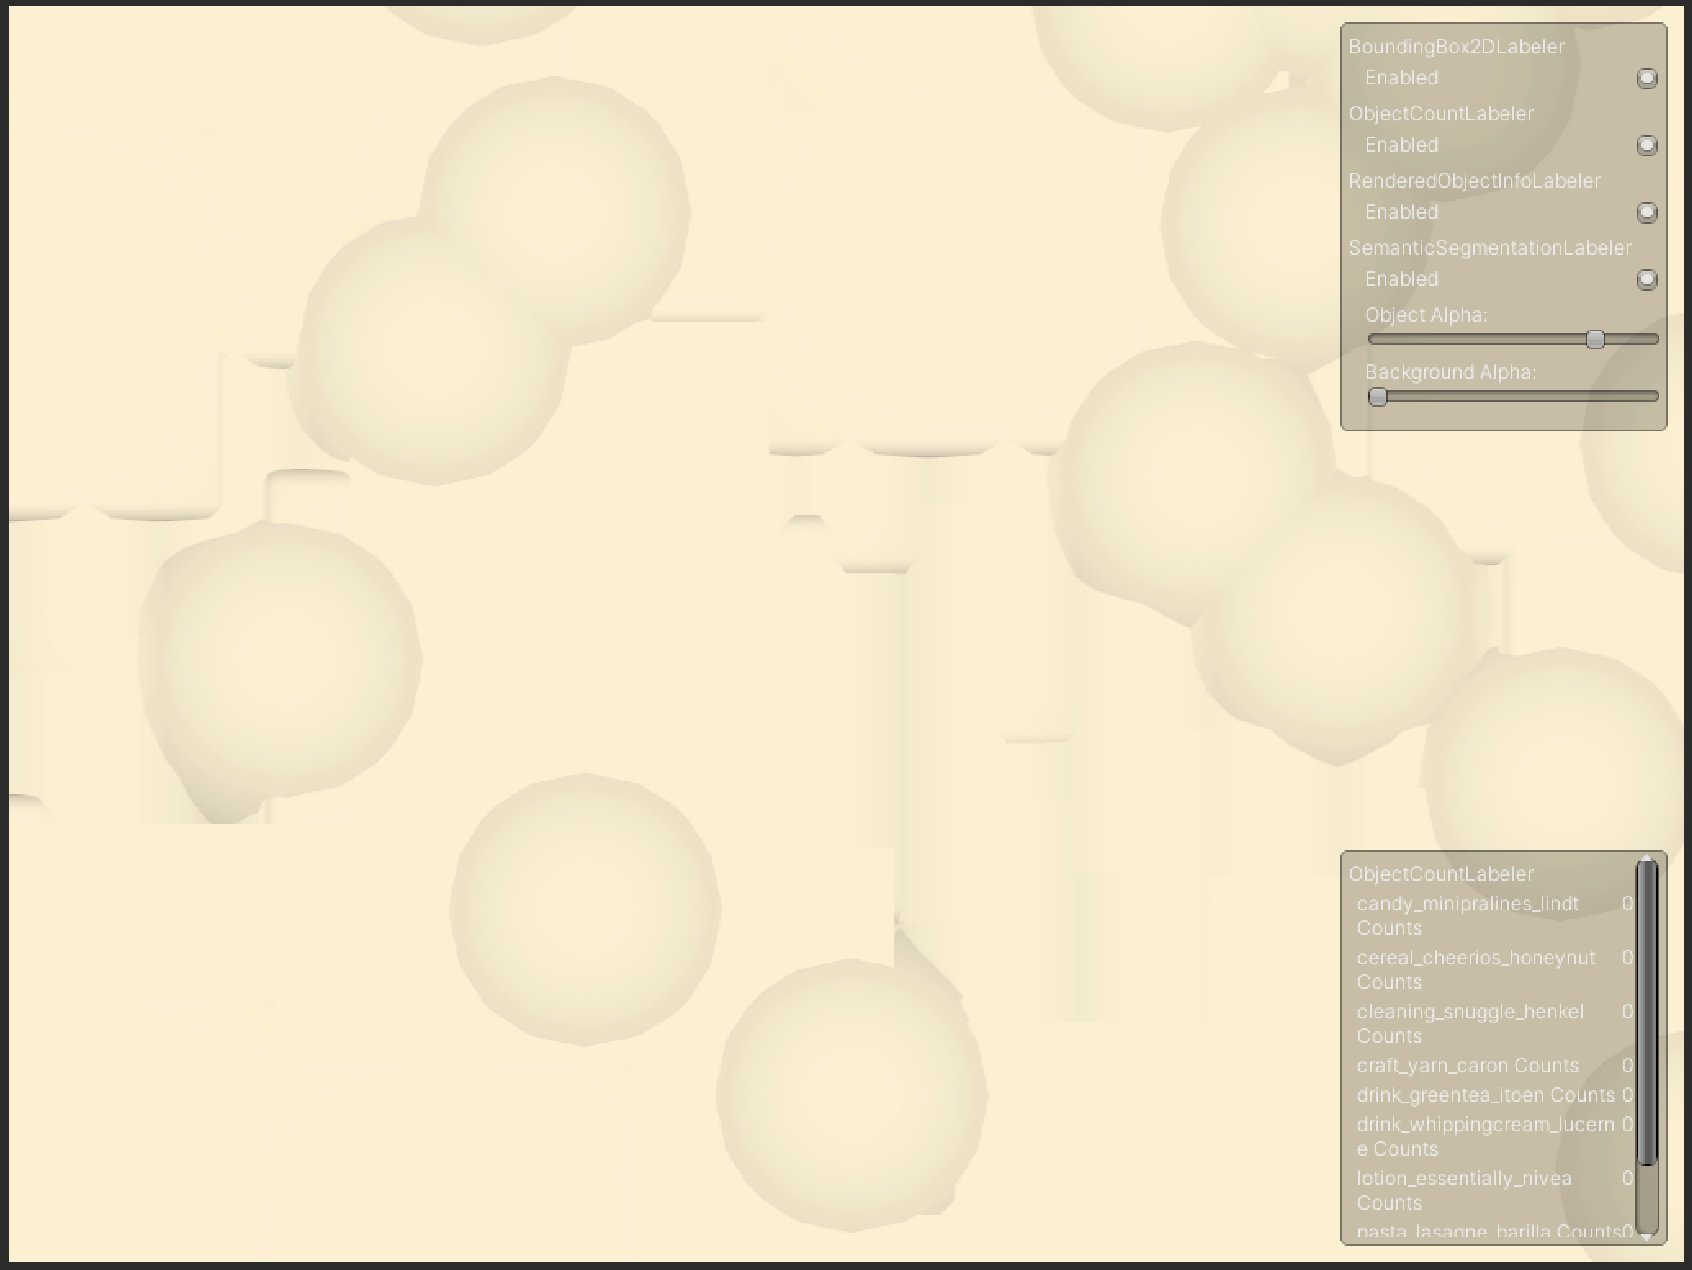 BoundingBox2DLabeler
Enabled
ObjectCountLabeler
Enabled
RenderedObjectInfoLabeler
Enabled
SemanticSegmentationLabeler
Enabled
Object Alpha:
Background Alpha:
ObjectCountLabeler
candy_minipralines_lindt 0
Counts
cereal_cheerios_honeynut 0
Counts
cleaning_snuggle_henkel 0
Counts
craft_yarn_caron Counts 0
drink_greentea_itoen Counts 0
drink_whippingcream_lucern 0
e Counts
lotion_essentially_nivea 0
Counts
pasta_lasagne_barilla Counts 0